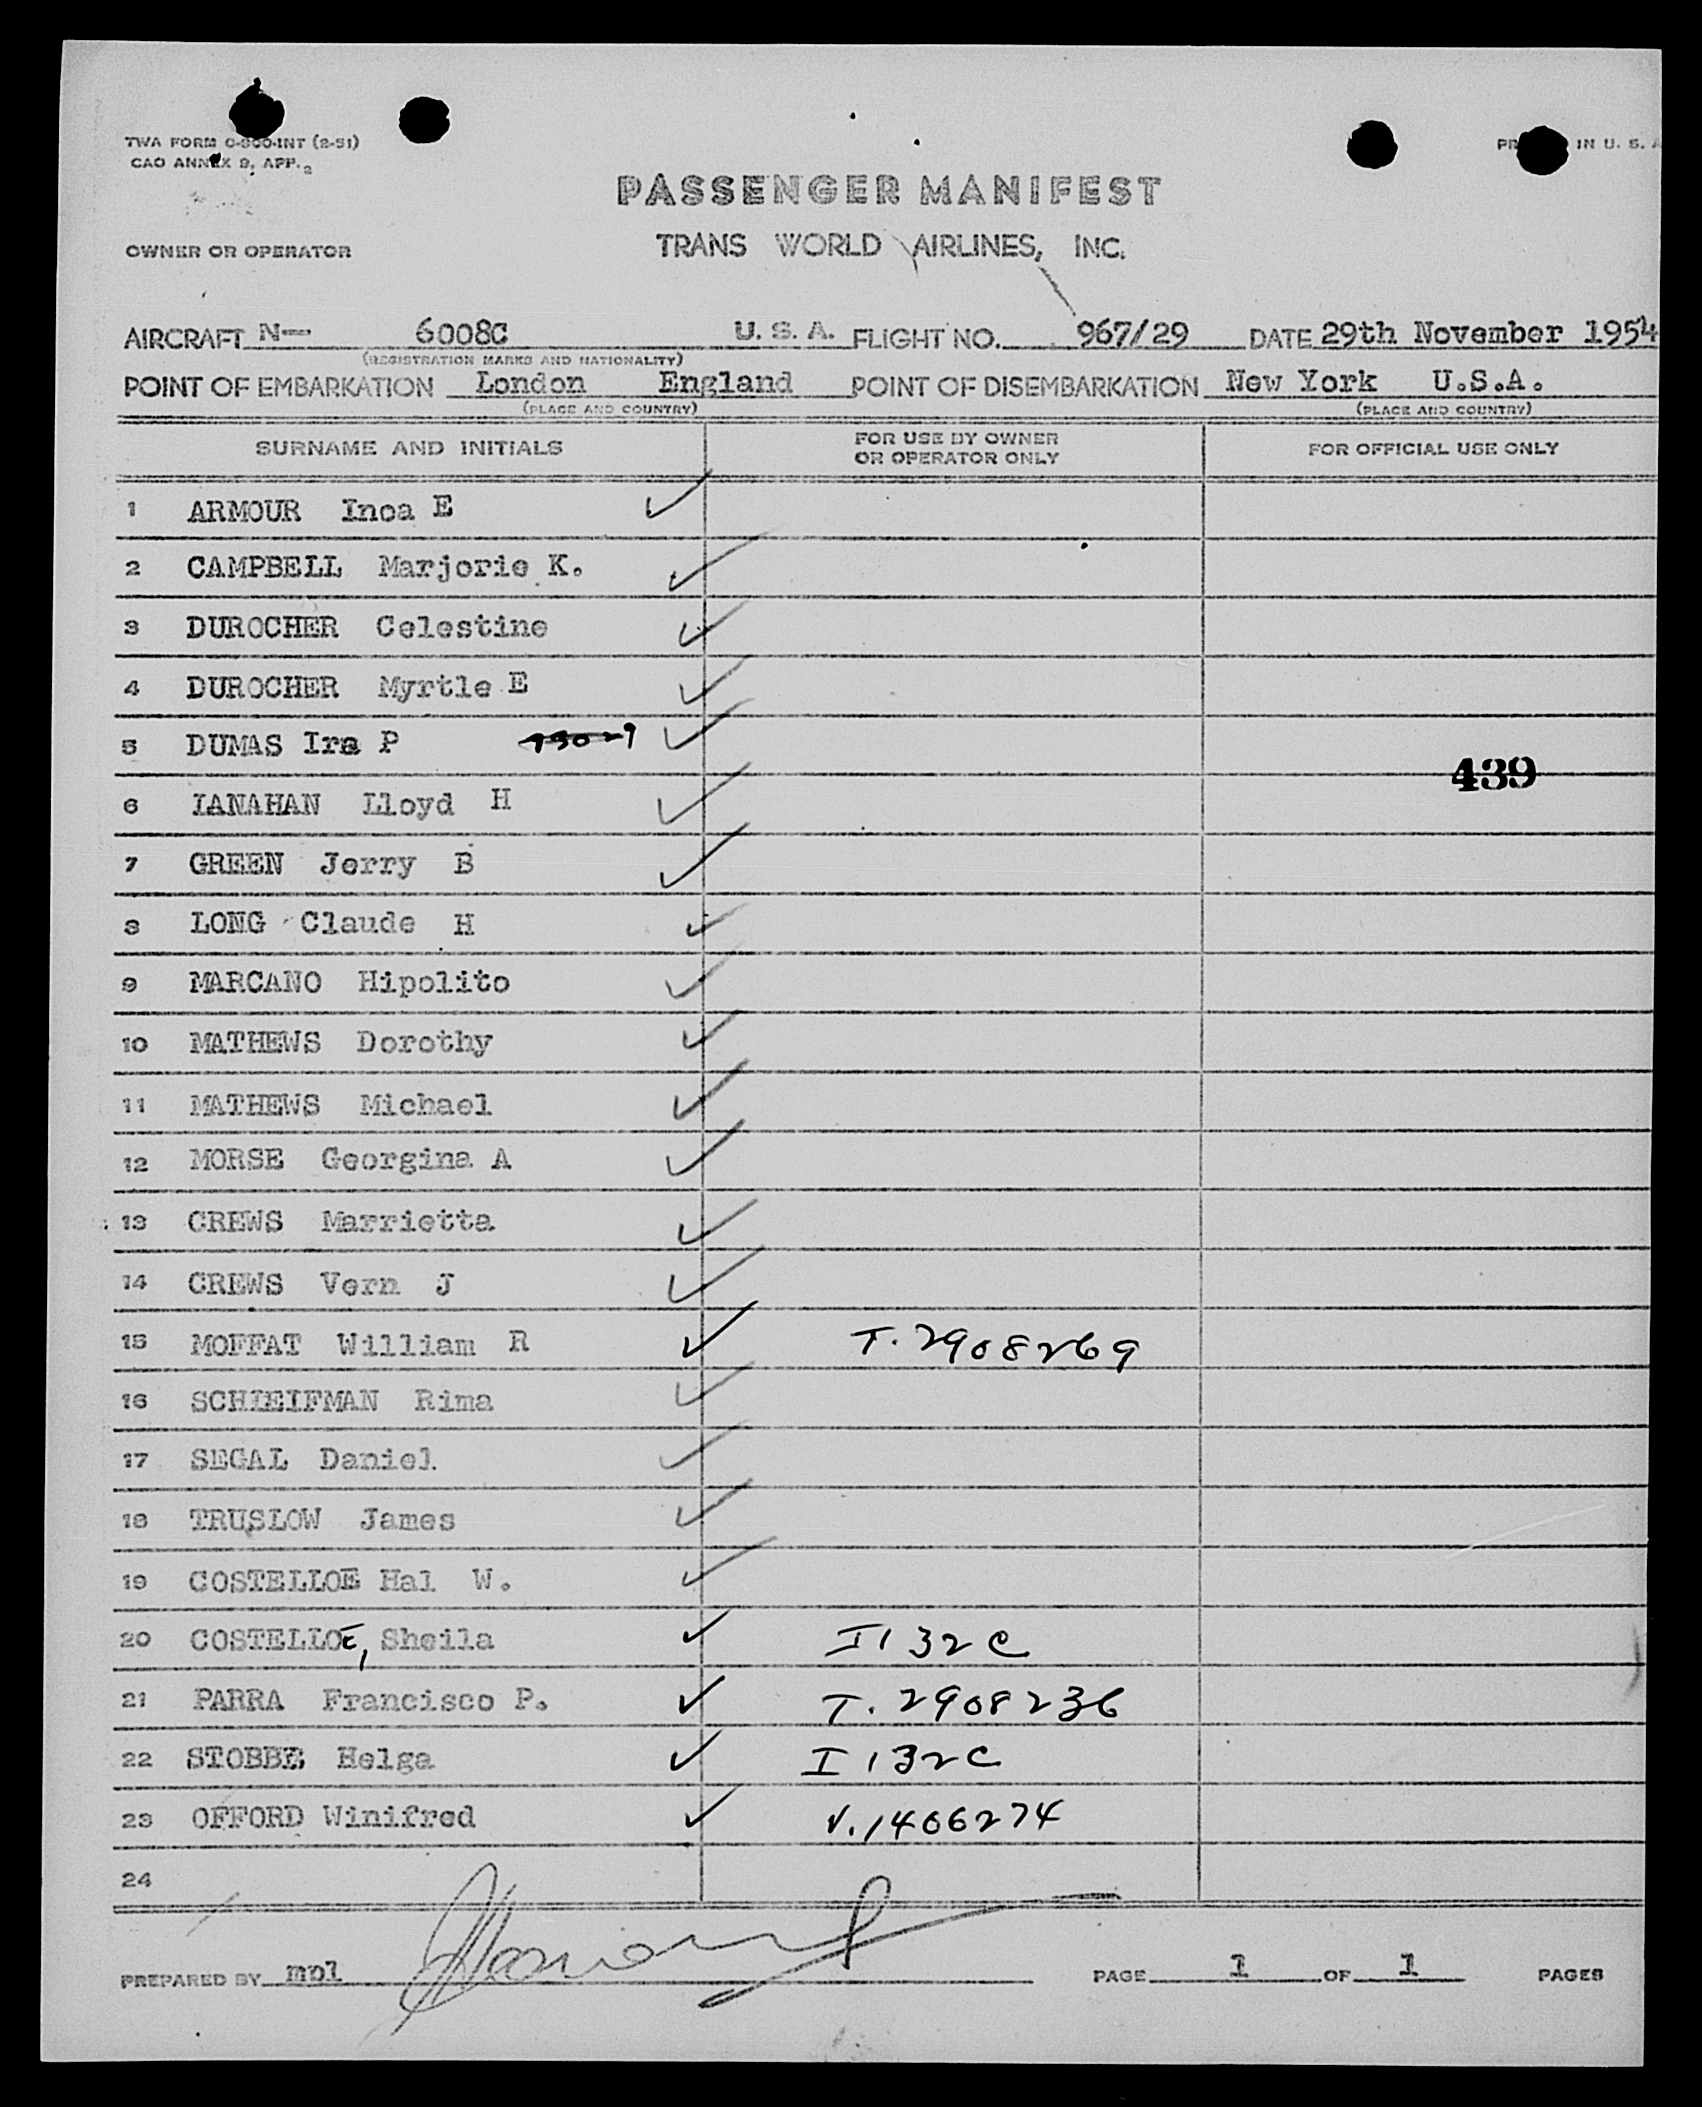 TWA FORM O-800-INT (2-51)
CAO ANNEX 9, APP. 2
IN U. S. A
PASSENGER MANIFEST
OWNER OR OPERATOR
TRANS WORLD AIRLINES, INC.
AIRCRAFT N— 6008C U. S. A. FLIGHT NO. 967/29 DATE 29th November 1954
(REGISTRATION MARKS AND NATIONALITY)
POINT OF EMBARKATION London England POINT OF DISEMBARKATION New York U.S.A.
(PLACE AND COUNTRY) (PLACE AND COUNTRY)
SURNAME AND INITIALS FOR USE BY OWNER OR OPERATOR ONLY FOR OFFICIAL USE ONLY
1 ARMOUR Inoa E
2 CAMPBELL Marjorie K.
3 DUROCHER Celestine
4 DUROCHER Myrtle E
5 DUMAS Ira P
439
6 IANAHAN Lloyd H
7 GREEN Jerry B
8 LONG Claude H
9 MARCANO Hipolito
10 MATHEWS Dorothy
11 MATHEWS Michael
12 MORSE Georgina A
13 CREWS Marrietta
14 CREWS Vern J
15 MOFFAT William R T. 2908269
16 SCHIEIFMAN Rima
17 SEGAL Daniel
18 TRUSLOW James
19 COSTELLOE Hal W.
20 COSTELLOE, Sheila I 132 C
21 PARRA Francisco P. T. 2908236
22 STOBBE Helga I 132 C
23 OFFORD Winifred V. 1406274
24
PREPARED BY mpl PAGE 1 OF 1 PAGES